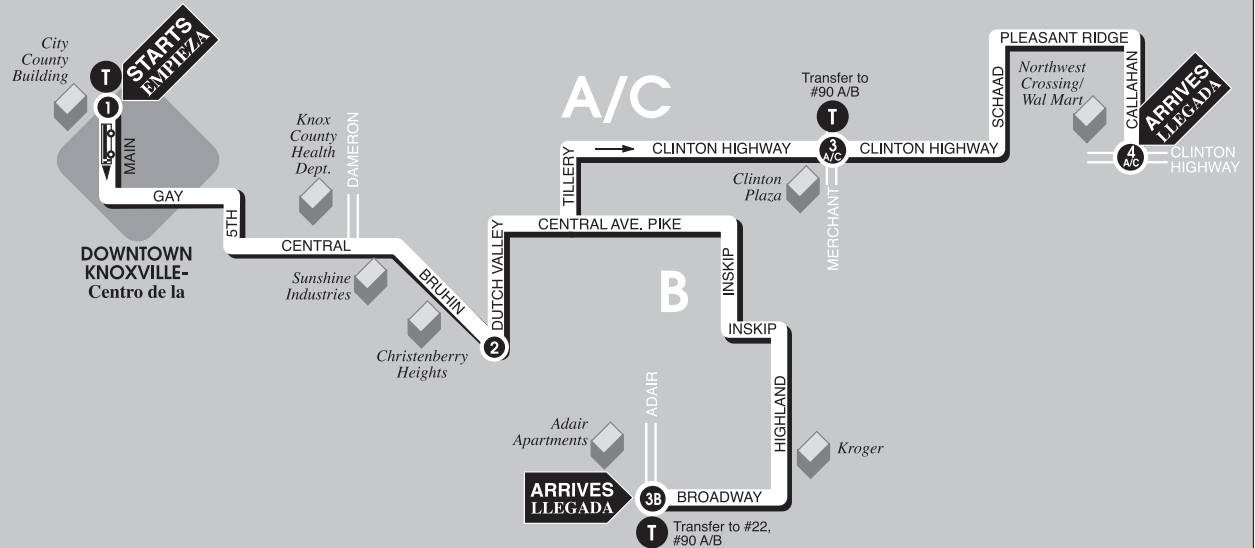 City
County
Building
STARTS
EMPIEZA
T
1
MAIN
GAY
5TH
DOWNTOWN
KNOXVILLE-
Centro de la
Knox
County
Health
Dept.
DAMERON
CENTRAL
Sunshine
Industries
BRUHIN
Christenberry
Heights
2
DUTCH VALLEY
A/C
TILLERY
CLINTON HIGHWAY
CENTRAL AVE. PIKE
Transfer to
#90 A/B
T
3
A/C
Clinton
Plaza
MERCHANT
CLINTON HIGHWAY
SCHAAD
PLEASANT RIDGE
Northwest
Crossing/
Wal Mart
CALLAHAN
ARRIVES
LLEGADA
4
A/C
CLINTON
HIGHWAY
B
INSKIP
INSKIP
HIGHLAND
Kroger
ADAIR
Adair
Apartments
ARRIVES
LLEGADA
3B
BROADWAY
T
Transfer to #22,
#90 A/B